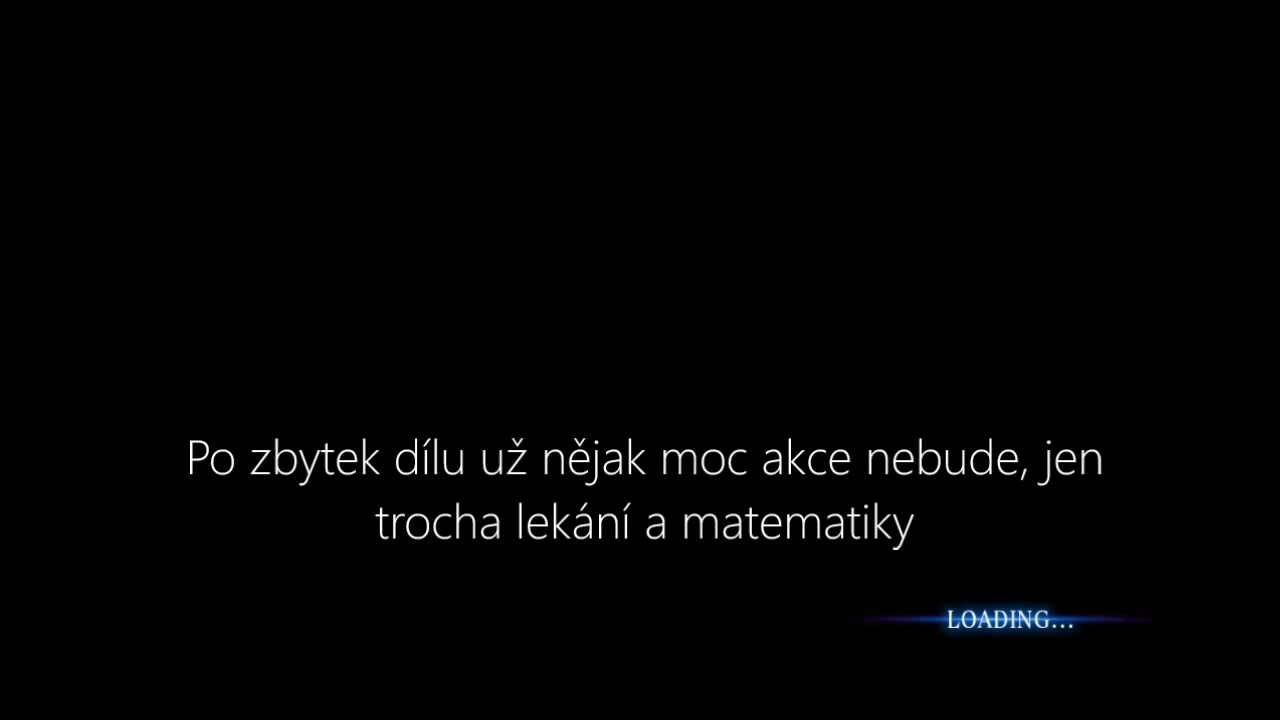 Po zbytek dílu už nějak moc akce nebude, jen
trocha lekání a matematiky
LOADING...